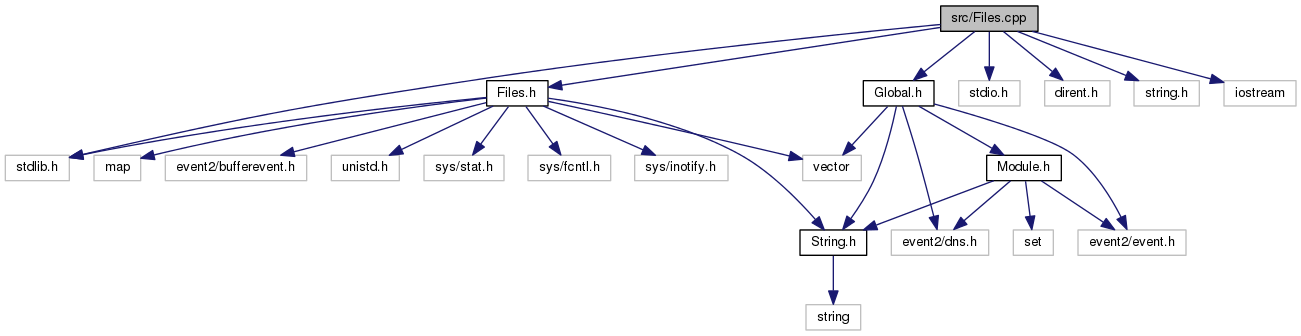 src/Files.cpp
Files.h
Global.h
stdio.h
dirent.h
string.h
iostream
stdlib.h
map
event2/bufferevent.h
unistd.h
sys/stat.h
sys/fcntl.h
sys/inotify.h
vector
Module.h
String.h
event2/dns.h
set
event2/event.h
string